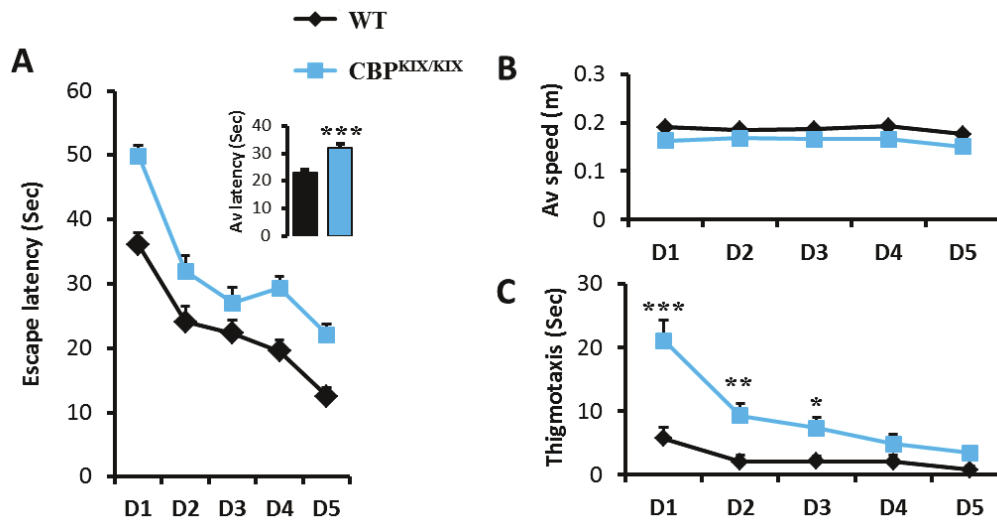 WT
CBP^KIX/KIX
A
Escape latency (Sec)
60
50
40
30
20
10
0
D1 D2 D3 D4 D5
Av latency (Sec)
40
30
20
10
0
***
B
Av speed (m)
0.3
0.2
0.1
0
D1 D2 D3 D4 D5
C
Thigmotaxis (Sec)
30
20
10
0
***
**
*
D1 D2 D3 D4 D5